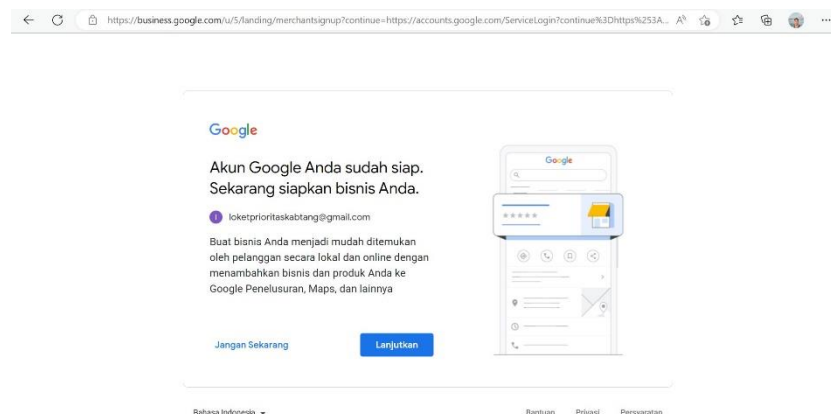 https://business.google.com/u/5/landing/merchantsignup?continue=https://accounts.google.com/ServiceLogin?continue%3Dhttps%253A...
Google
Akun Google Anda sudah siap.
Sekarang siapkan bisnis Anda.
loketprioritaskabtang@gmail.com
Buat bisnis Anda menjadi mudah ditemukan
oleh pelanggan secara lokal dan online dengan
menambahkan bisnis dan produk Anda ke
Google Penelusuran, Maps, dan lainnya
Jangan Sekarang
Lanjutkan
Google
Bahasa Indonesia
Bantuan Privasi Persyaratan